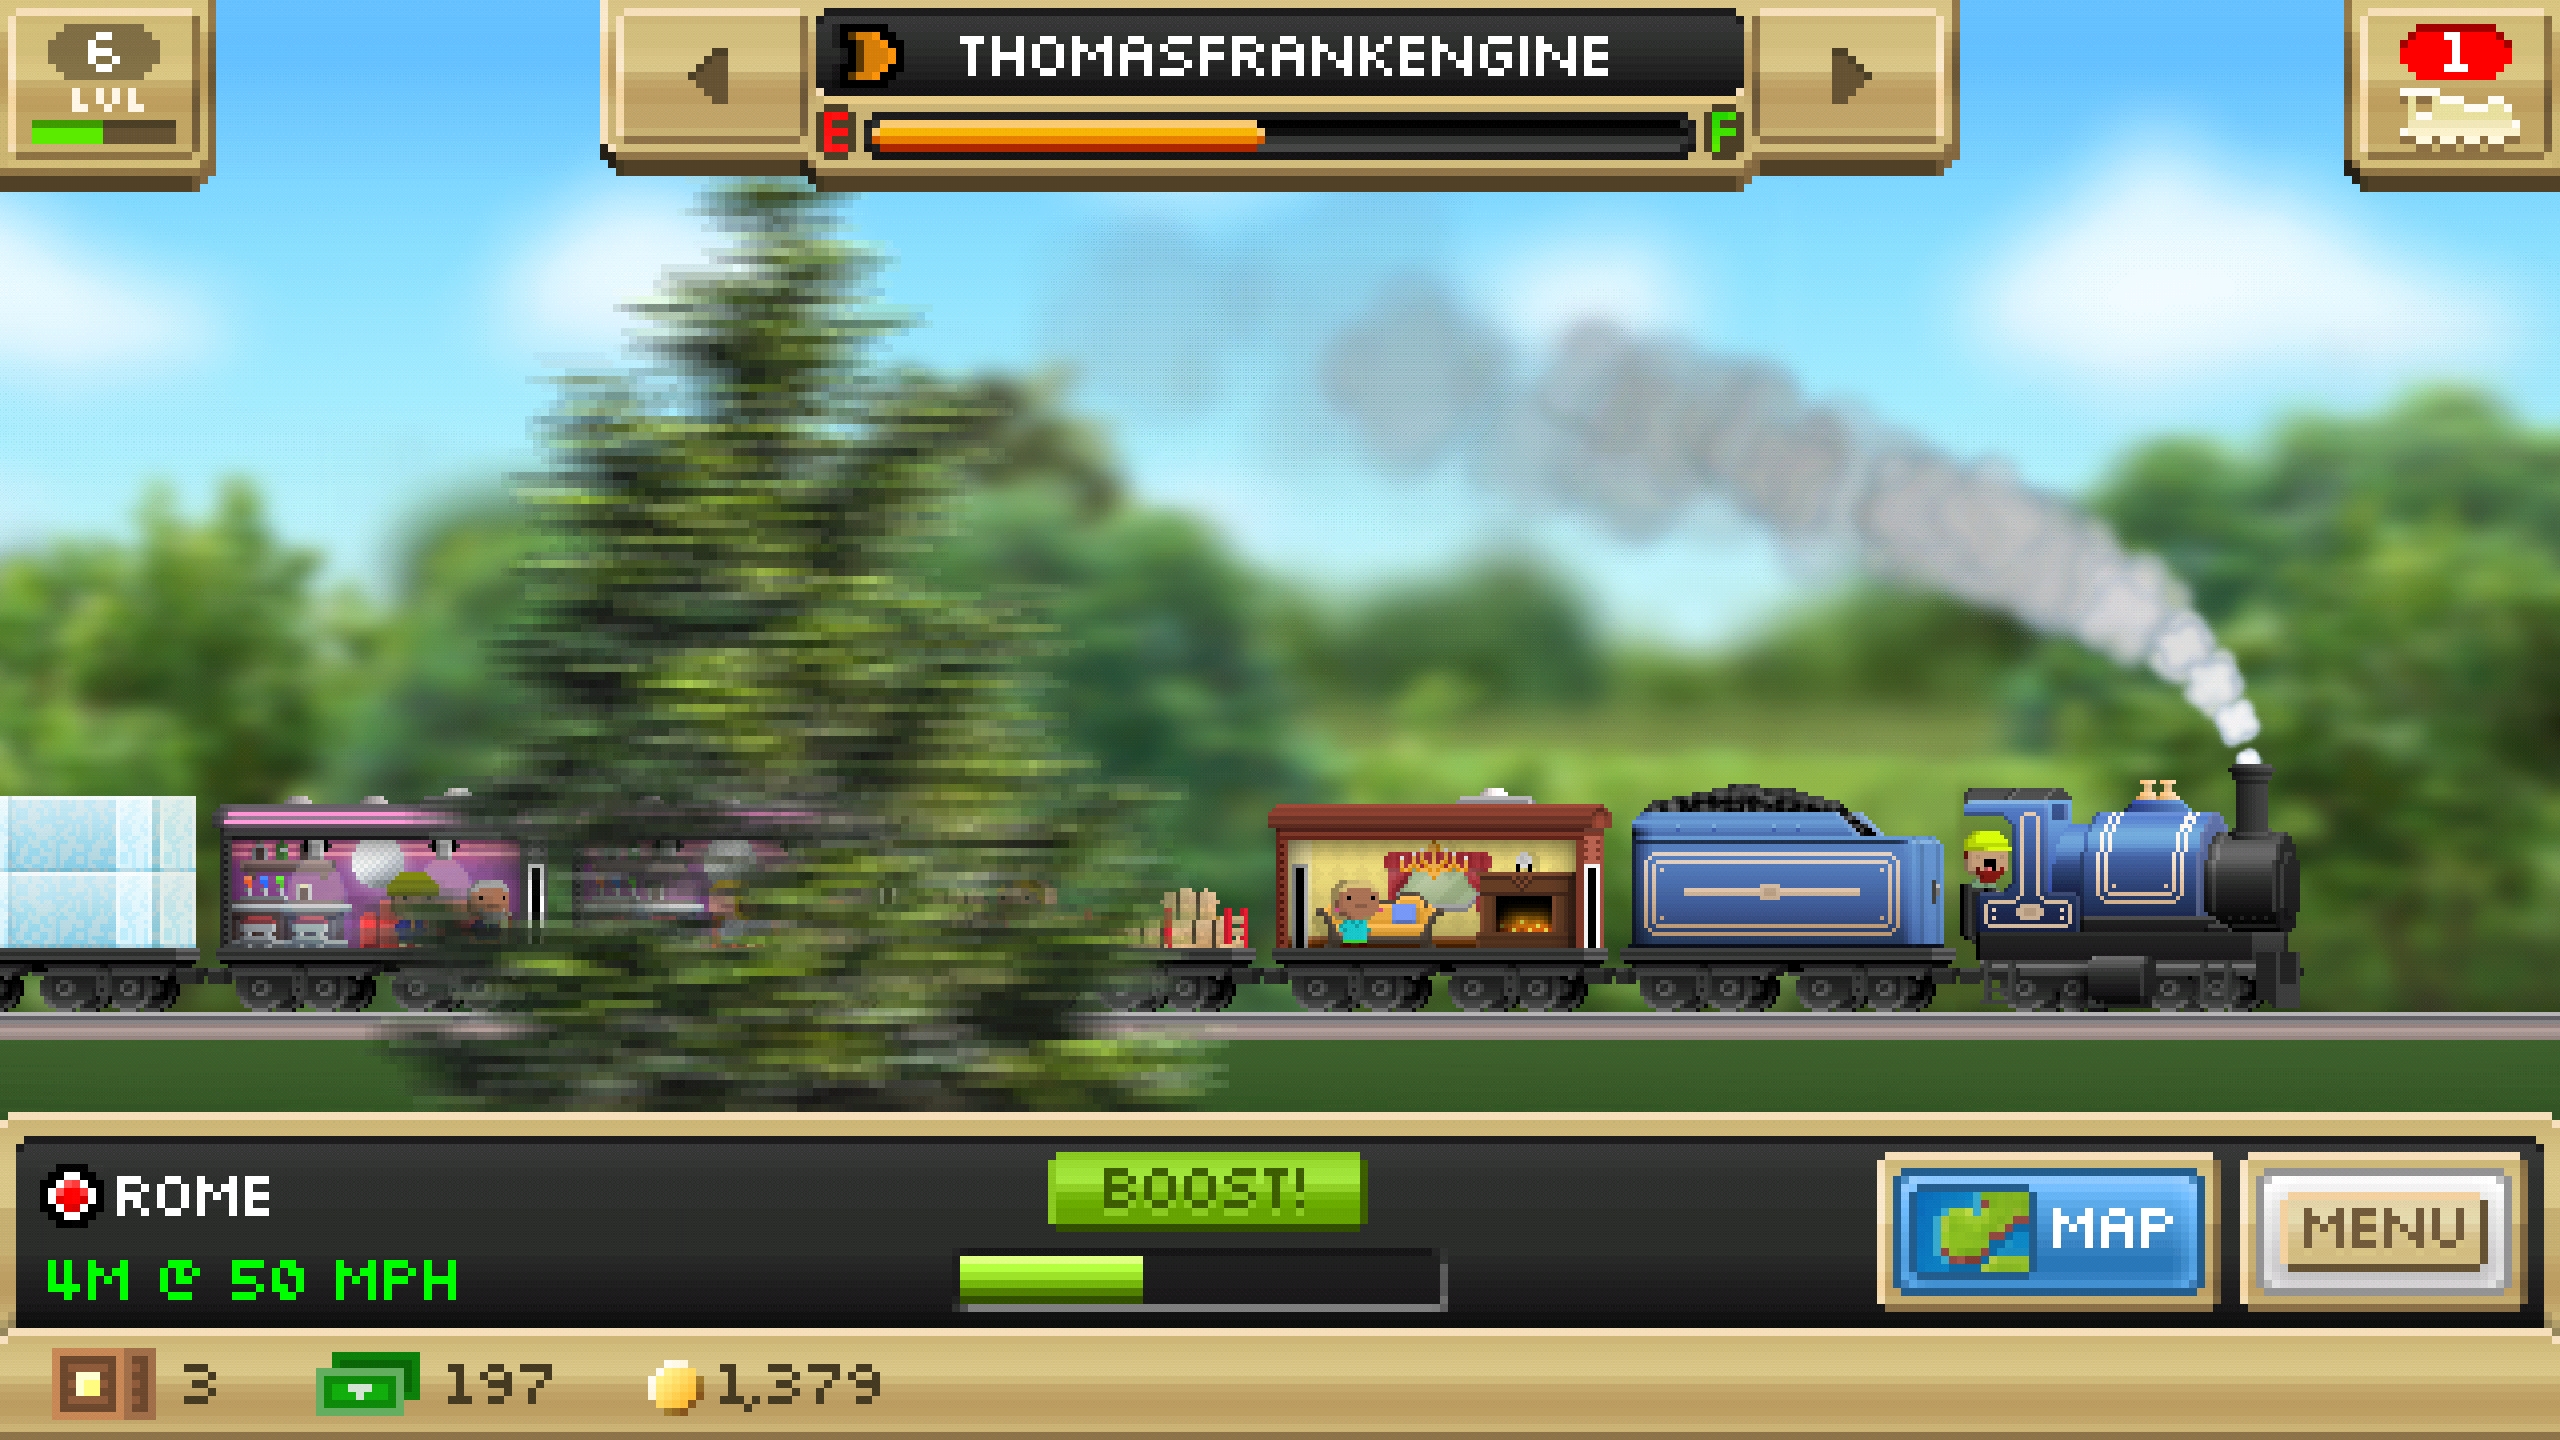 6
LVL
THOMASFRANKENGINE
E F
1
ROME
4M @ 50 MPH
BOOST!
MAP
MENU
3 197 1,379